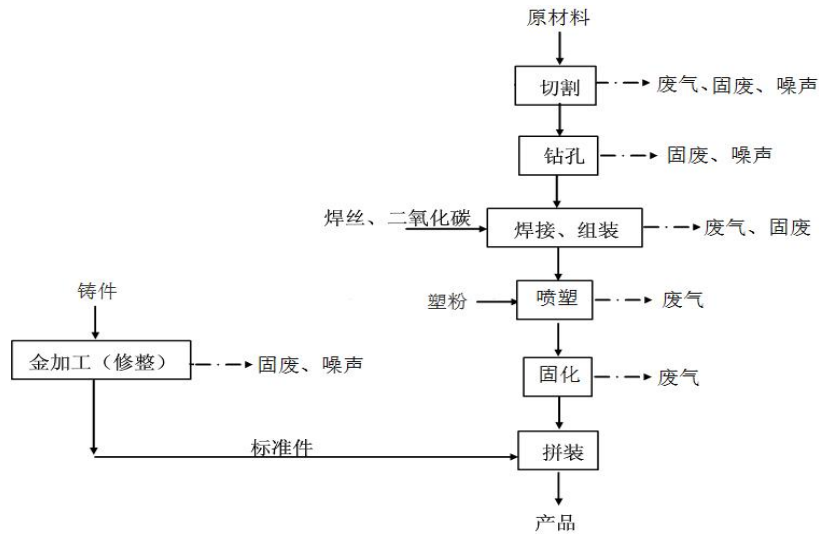 原材料
切割
废气、固废、噪声
钻孔
固废、噪声
焊丝、二氧化碳
焊接、组装
废气、固废
铸件
塑粉
喷塑
废气
金加工（修整）
固废、噪声
固化
废气
标准件
拼装
产品